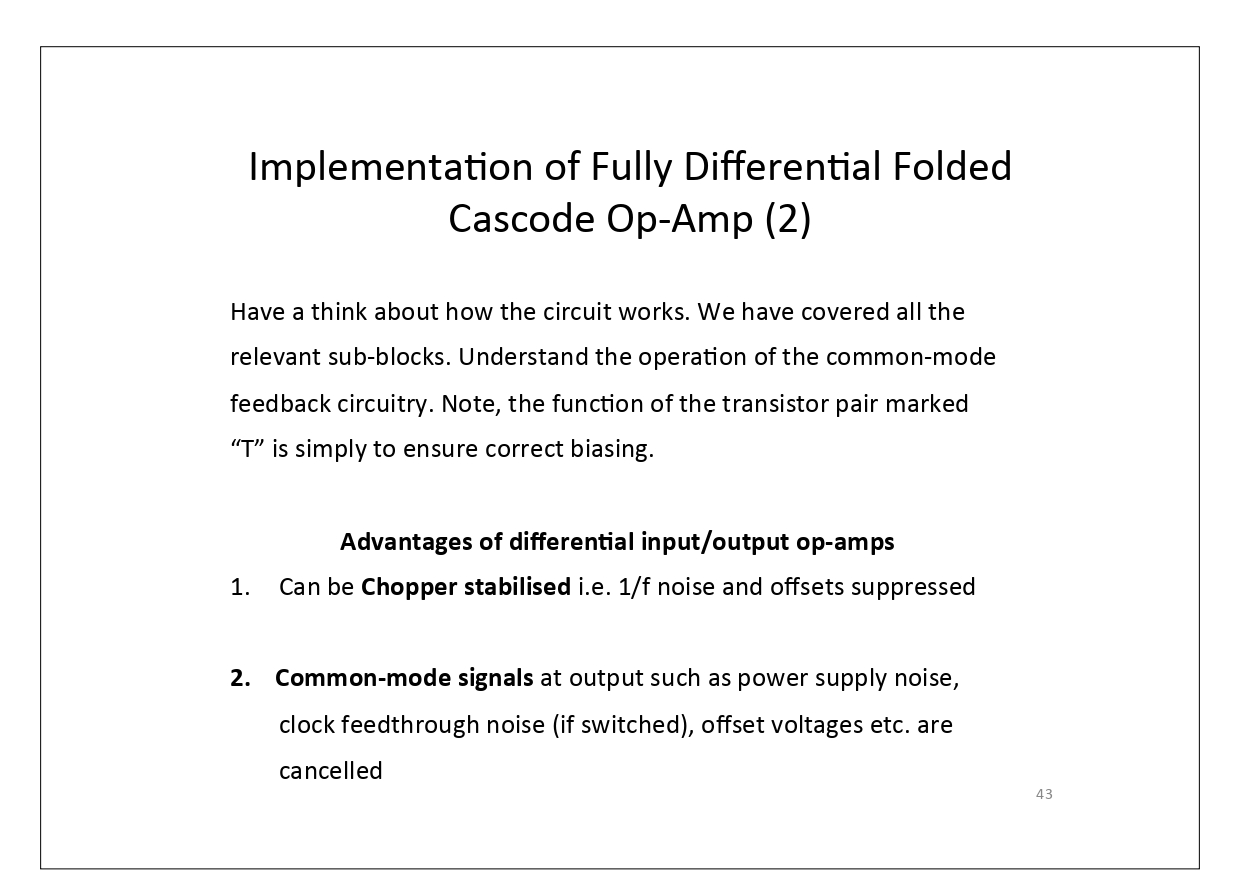 Implementation of Fully Differential Folded
Cascode Op-Amp (2)
Have a think about how the circuit works. We have covered all the
relevant sub-blocks. Understand the operation of the common-mode
feedback circuitry. Note, the function of the transistor pair marked
“T” is simply to ensure correct biasing.
Advantages of differential input/output op-amps
1. Can be Chopper stabilised i.e. 1/f noise and offsets suppressed
2. Common-mode signals at output such as power supply noise,
clock feedthrough noise (if switched), offset voltages etc. are
cancelled
43